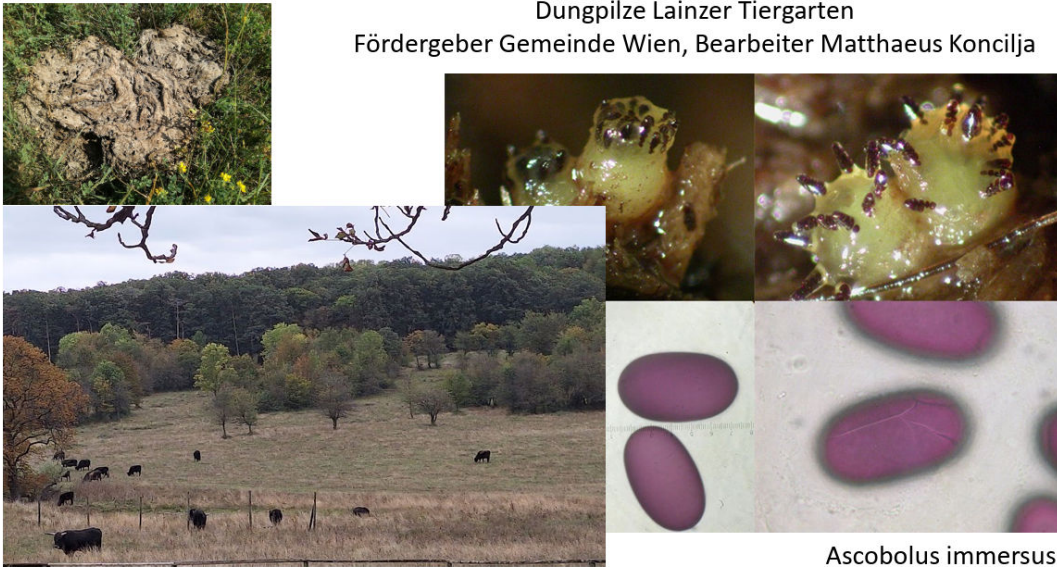 Dungpilze Lainzer Tiergarten
Fördergeber Gemeinde Wien, Bearbeiter Matthaeus Koncilja
Ascobolus immersus